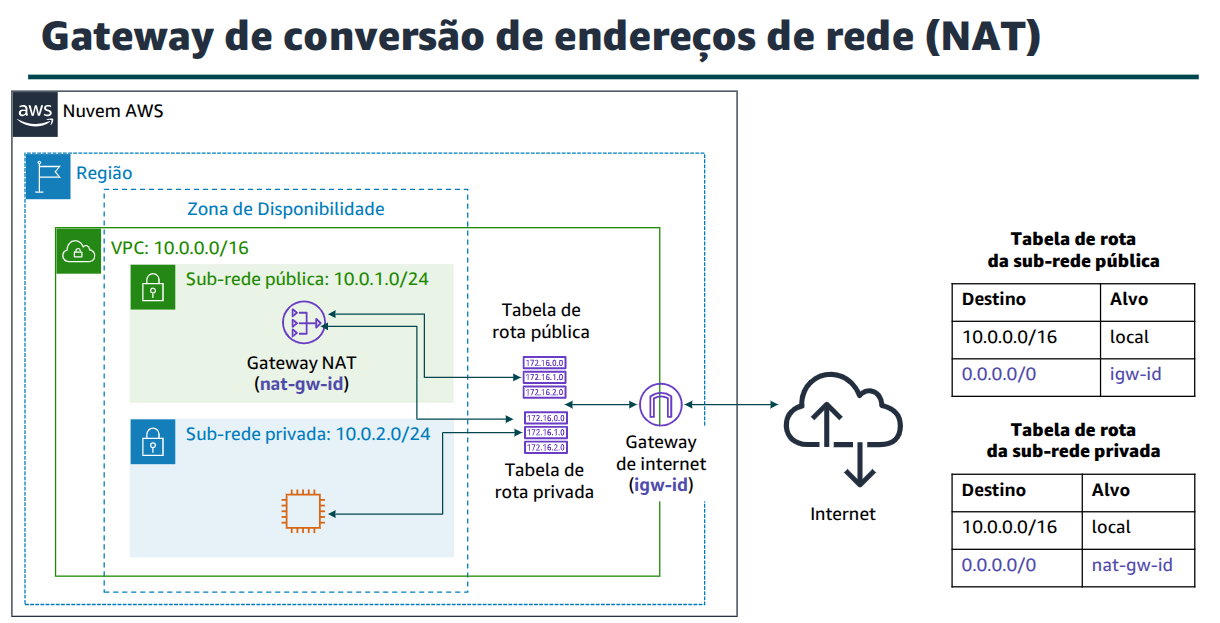 Gateway de conversão de endereços de rede (NAT)
aws
Nuvem AWS
Região
Zona de Disponibilidade
VPC: 10.0.0.0/16
Sub-rede pública: 10.0.1.0/24
Gateway NAT
(nat-gw-id)
Sub-rede privada: 10.0.2.0/24
Tabela de
rota pública
172.16.0.0
172.16.1.0
172.16.2.0
172.16.0.0
172.16.1.0
172.16.2.0
Tabela de
rota privada
Gateway
de internet
(igw-id)
Internet
Tabela de rota
da sub-rede pública
Destino Alvo
10.0.0.0/16 local
0.0.0.0/0 igw-id
Tabela de rota
da sub-rede privada
Destino Alvo
10.0.0.0/16 local
0.0.0.0/0 nat-gw-id